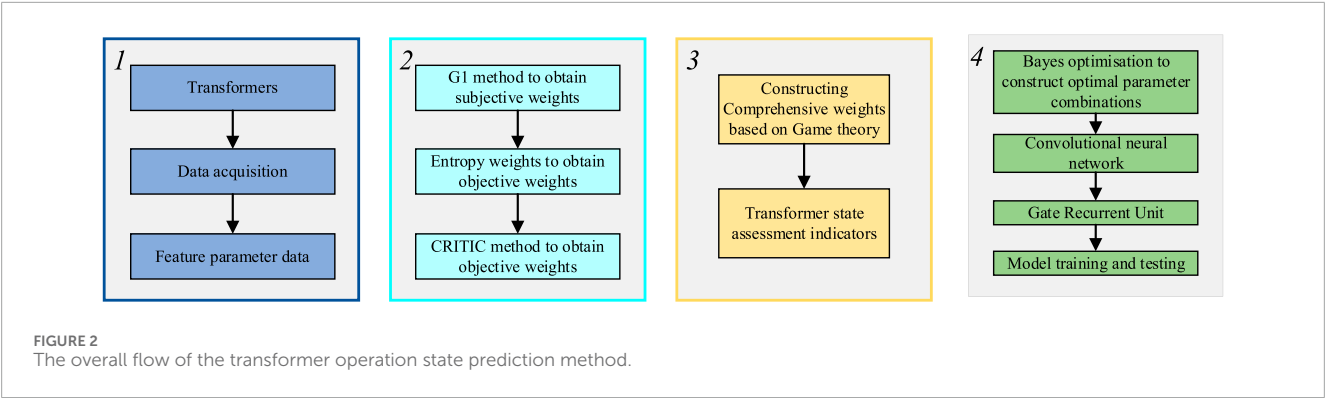 1
Transformers
Data acquisition
Feature parameter data
2
G1 method to obtain
subjective weights
Entropy weights to obtain
objective weights
CRITIC method to obtain
objective weights
3
Constructing
Comprehensive weights
based on Game theory
Transformer state
assessment indicators
4
Bayes optimisation to
construct optimal parameter
combinations
Convolutional neural
network
Gate Recurrent Unit
Model training and testing
FIGURE 2
The overall flow of the transformer operation state prediction method.